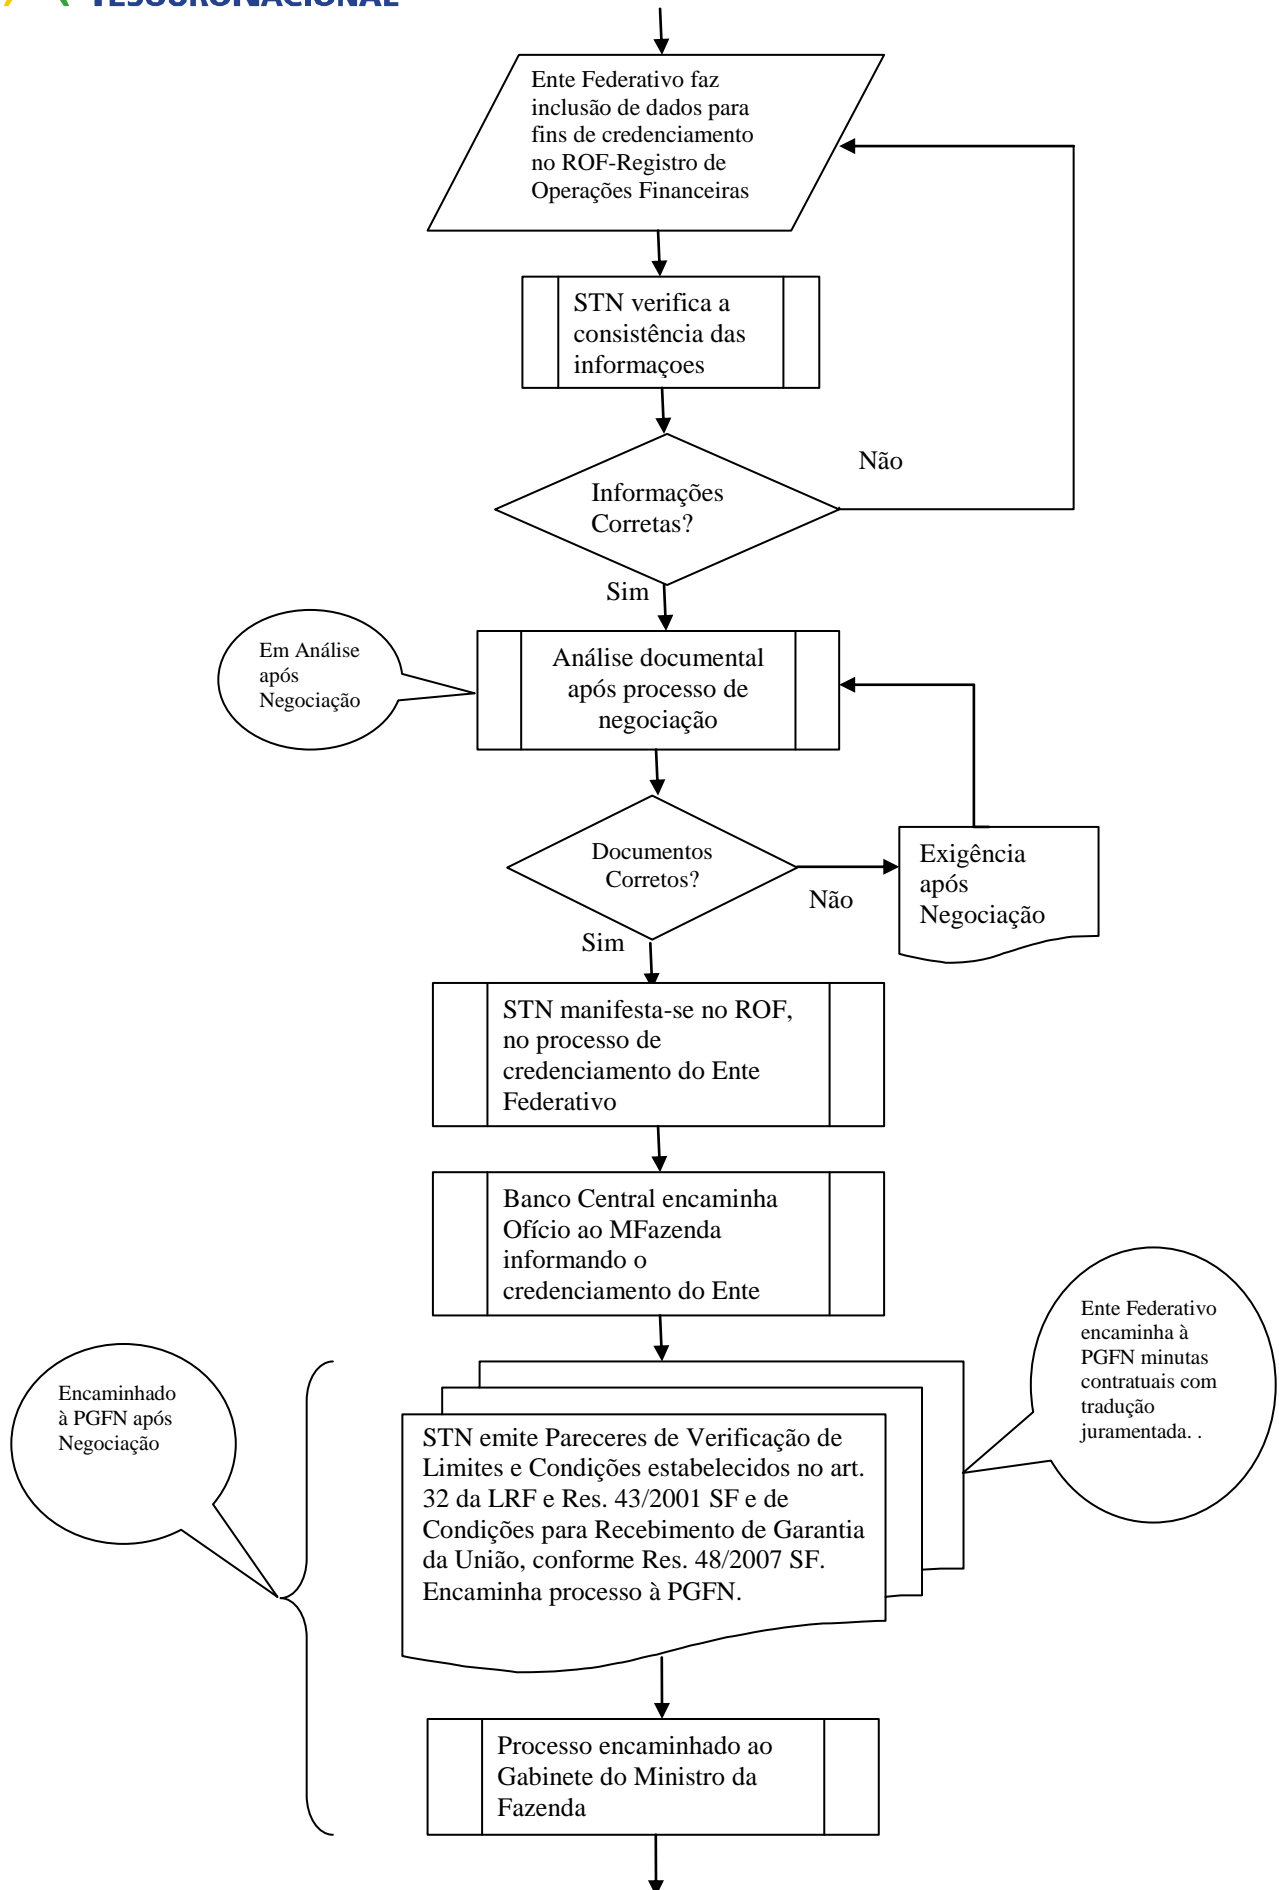 TESOURONACIONAL
Ente Federativo faz
inclusão de dados para
fins de credenciamento
no ROF-Registro de
Operações Financeiras
STN verifica a
consistência das
informaçoes
Não
Informações
Corretas?
Sim
Em Análise
após
Negociação
Análise documental
após processo de
negociação
Documentos
Corretos?
Não
Exigência
após
Negociação
Sim
STN manifesta-se no ROF,
no processo de
credenciamento do Ente
Federativo
Banco Central encaminha
Ofício ao MFazenda
informando o
credenciamento do Ente
Ente Federativo
encaminha à
PGFN minutas
contratuais com
tradução
juramentada. .
Encaminhado
à PGFN após
Negociação
STN emite Pareceres de Verificação de
Limites e Condições estabelecidos no art.
32 da LRF e Res. 43/2001 SF e de
Condições para Recebimento de Garantia
da União, conforme Res. 48/2007 SF.
Encaminha processo à PGFN.
Processo encaminhado ao
Gabinete do Ministro da
Fazenda